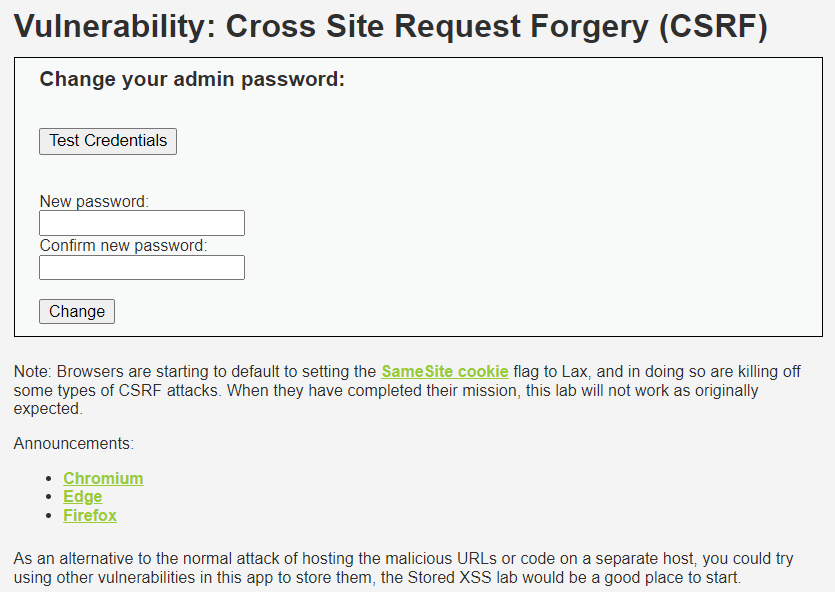 Vulnerability: Cross Site Request Forgery (CSRF)
Change your admin password:
Test Credentials
New password:
Confirm new password:
Change
Note: Browsers are starting to default to setting the SameSite cookie flag to Lax, and in doing so are killing off
some types of CSRF attacks. When they have completed their mission, this lab will not work as originally
expected.
Announcements:
Chromium
Edge
Firefox
As an alternative to the normal attack of hosting the malicious URLs or code on a separate host, you could try
using other vulnerabilities in this app to store them, the Stored XSS lab would be a good place to start.